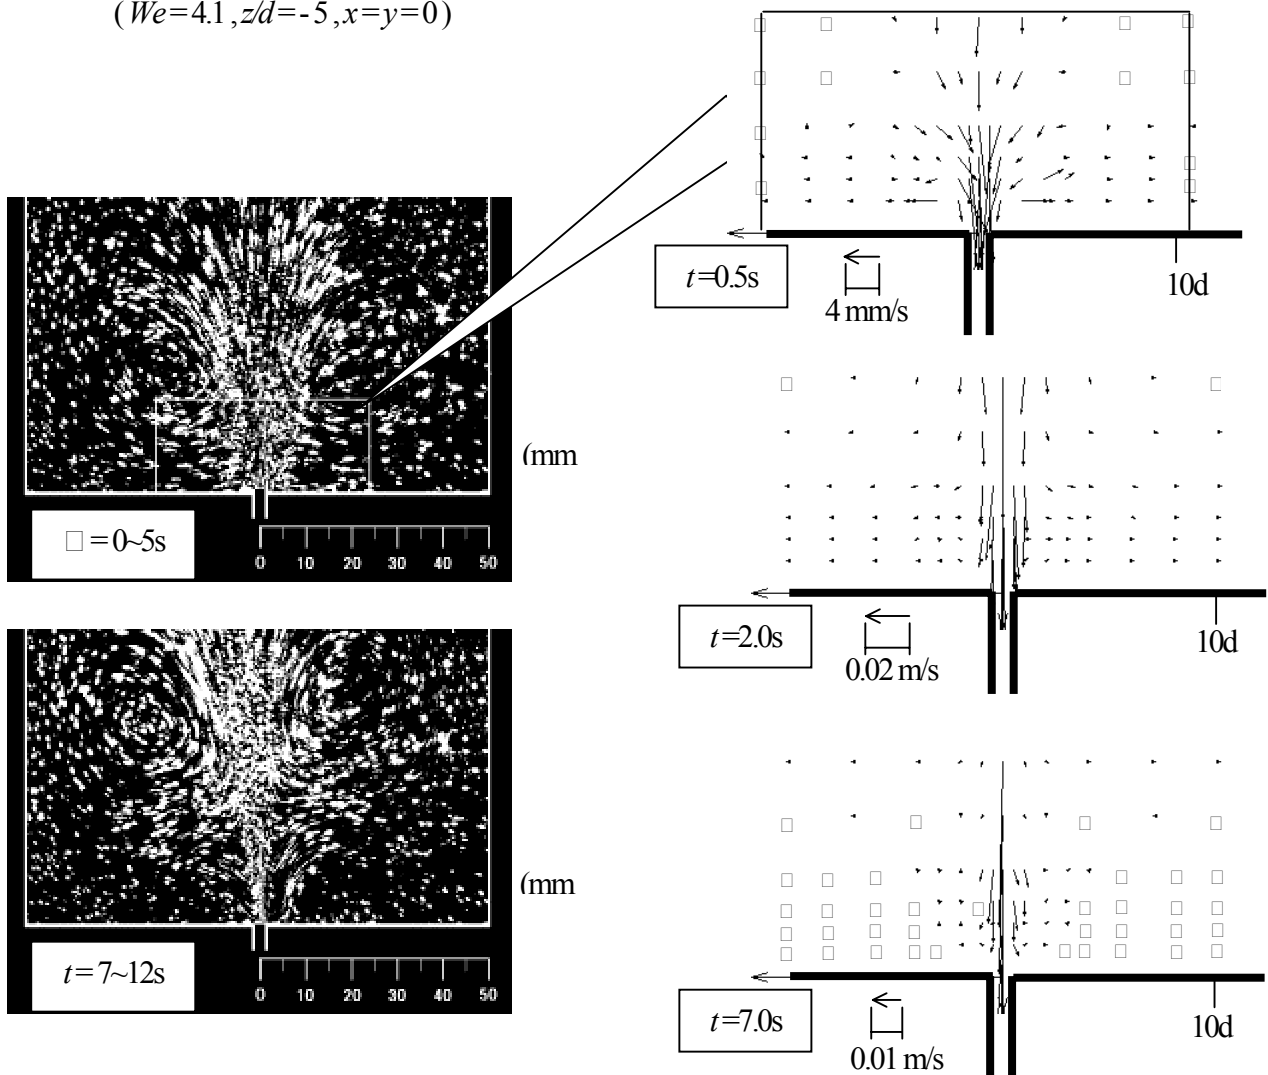 (We=4.1,z/d=-5,x=y=0)
t=0.5s
4 mm/s
10d
(mm
□=0~5s
0 10 20 30 40 50
t=2.0s
0.02 m/s
10d
(mm
t=7~12s
0 10 20 30 40 50
t=7.0s
0.01 m/s
10d